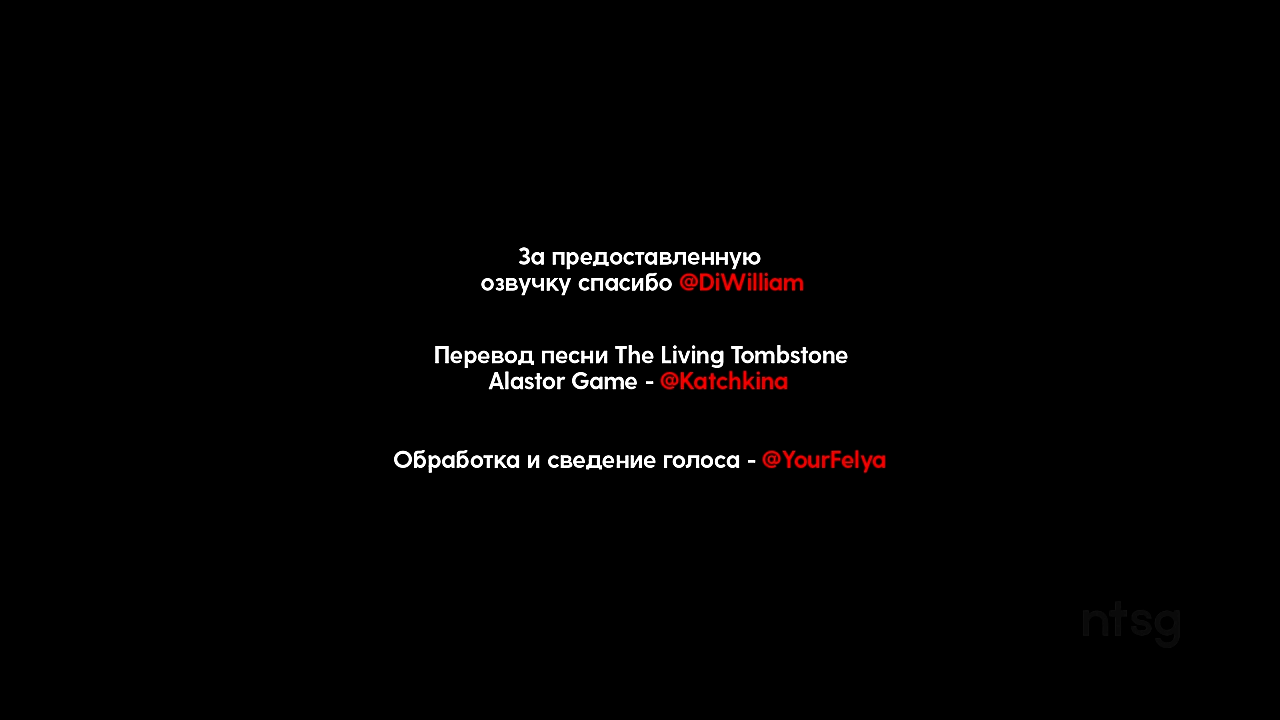 За предоставленную
озвучку спасибо @DiWilliam
Перевод песни The Living Tombstone
Alastor Game - @Katchkina
Обработка и сведение голоса - @YourFelya
ntsg